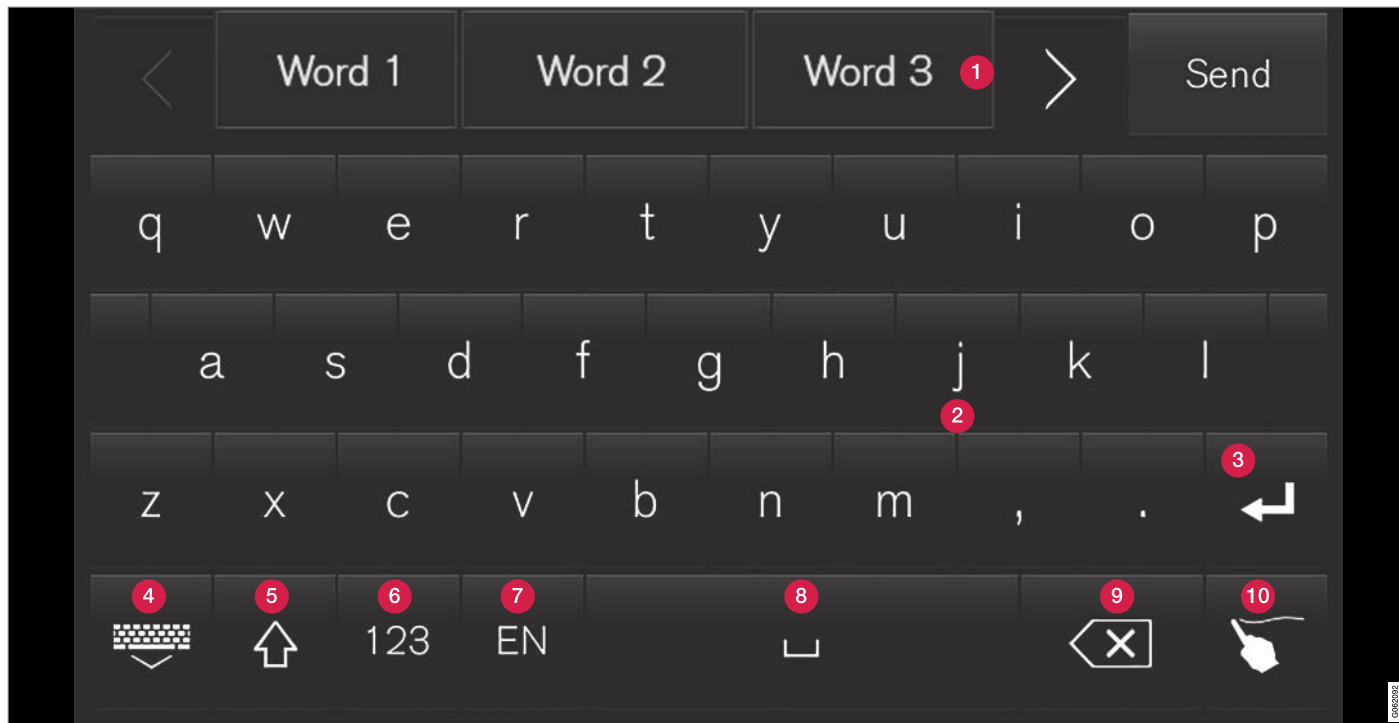 Word 1 Word 2 Word 3 1 Send
q w e r t y u i o p
a s d f g h j k l
2
3
z x c v b n m , .
4 5 6 7 8 9 10
123 EN
G052092